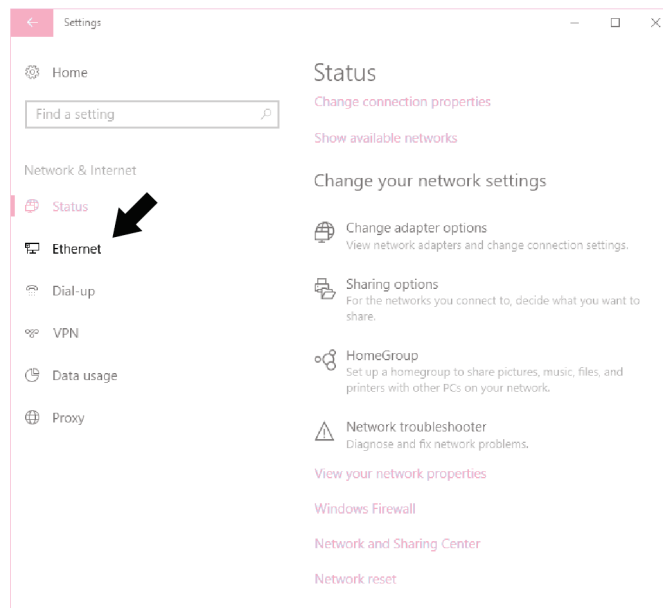 Settings
Home
Find a setting
Network & Internet
Status
Ethernet
Dial-up
VPN
Data usage
Proxy
Status
Change connection properties
Show available networks
Change your network settings
Change adapter options
View network adapters and change connection settings.
Sharing options
For the networks you connect to, decide what you want to
share.
HomeGroup
Set up a homegroup to share pictures, music, files, and
printers with other PCs on your network.
Network troubleshooter
Diagnose and fix network problems.
View your network properties
Windows Firewall
Network and Sharing Center
Network reset